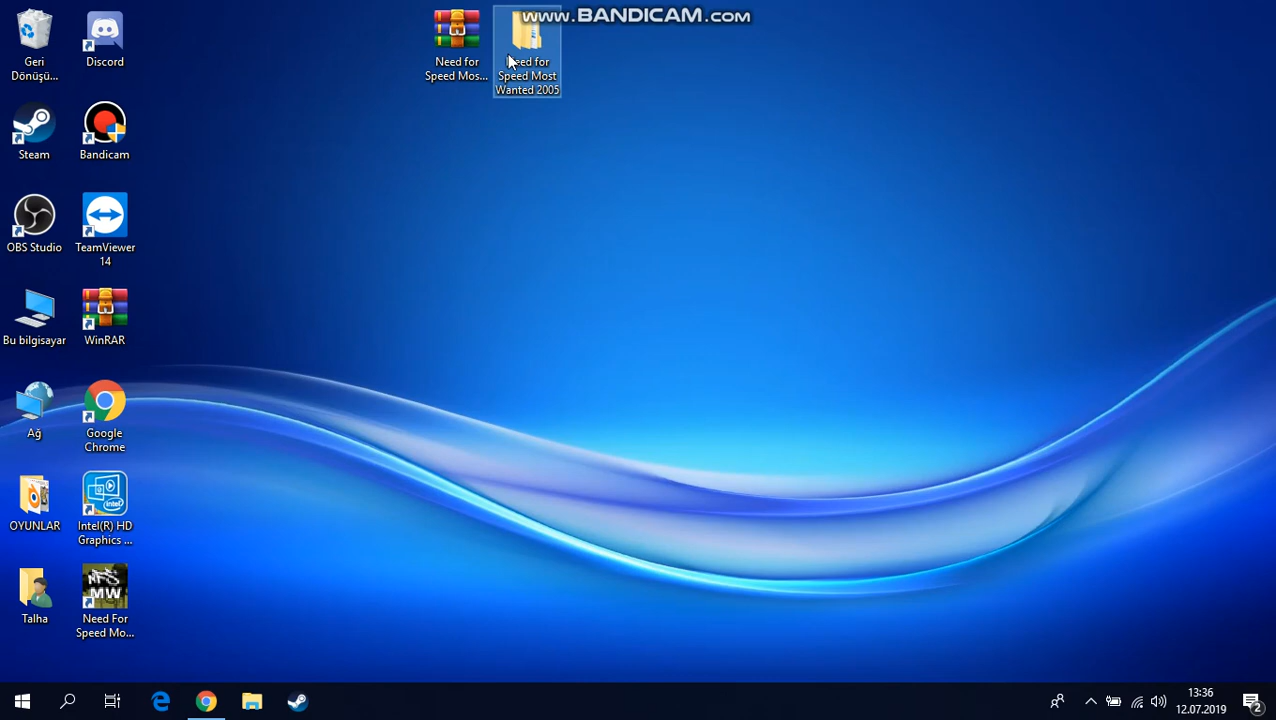 www.BANDICAM.com
Geri
Dönüşü...
Discord
Need for
Speed Mos...
Need for
Speed Most
Wanted 2005
Steam
Bandicam
OBS Studio
TeamViewer
14
Bu bilgisayar
WinRAR
Ağ
Google
Chrome
OYUNLAR
Intel(R) HD
Graphics ...
Talha
NFS
MW
Need For
Speed Mo...
13:36
12.07.2019
2